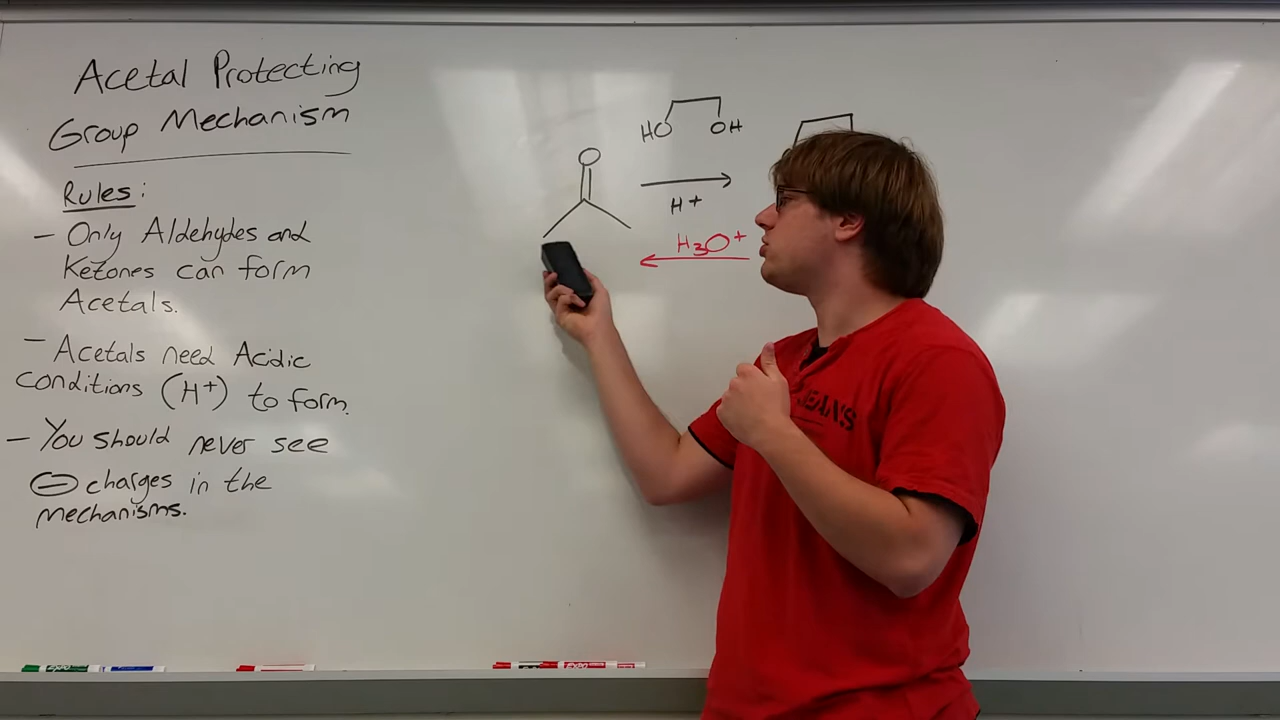 Acetal Protecting
Group Mechanism
Rules:
- Only Aldehydes and
Ketones can form
Acetals.
- Acetals need Acidic
conditions (H+) to form.
- You should never see
⊖ charges in the
mechanisms.
O
HO OH
H+
H3O+
EXPO